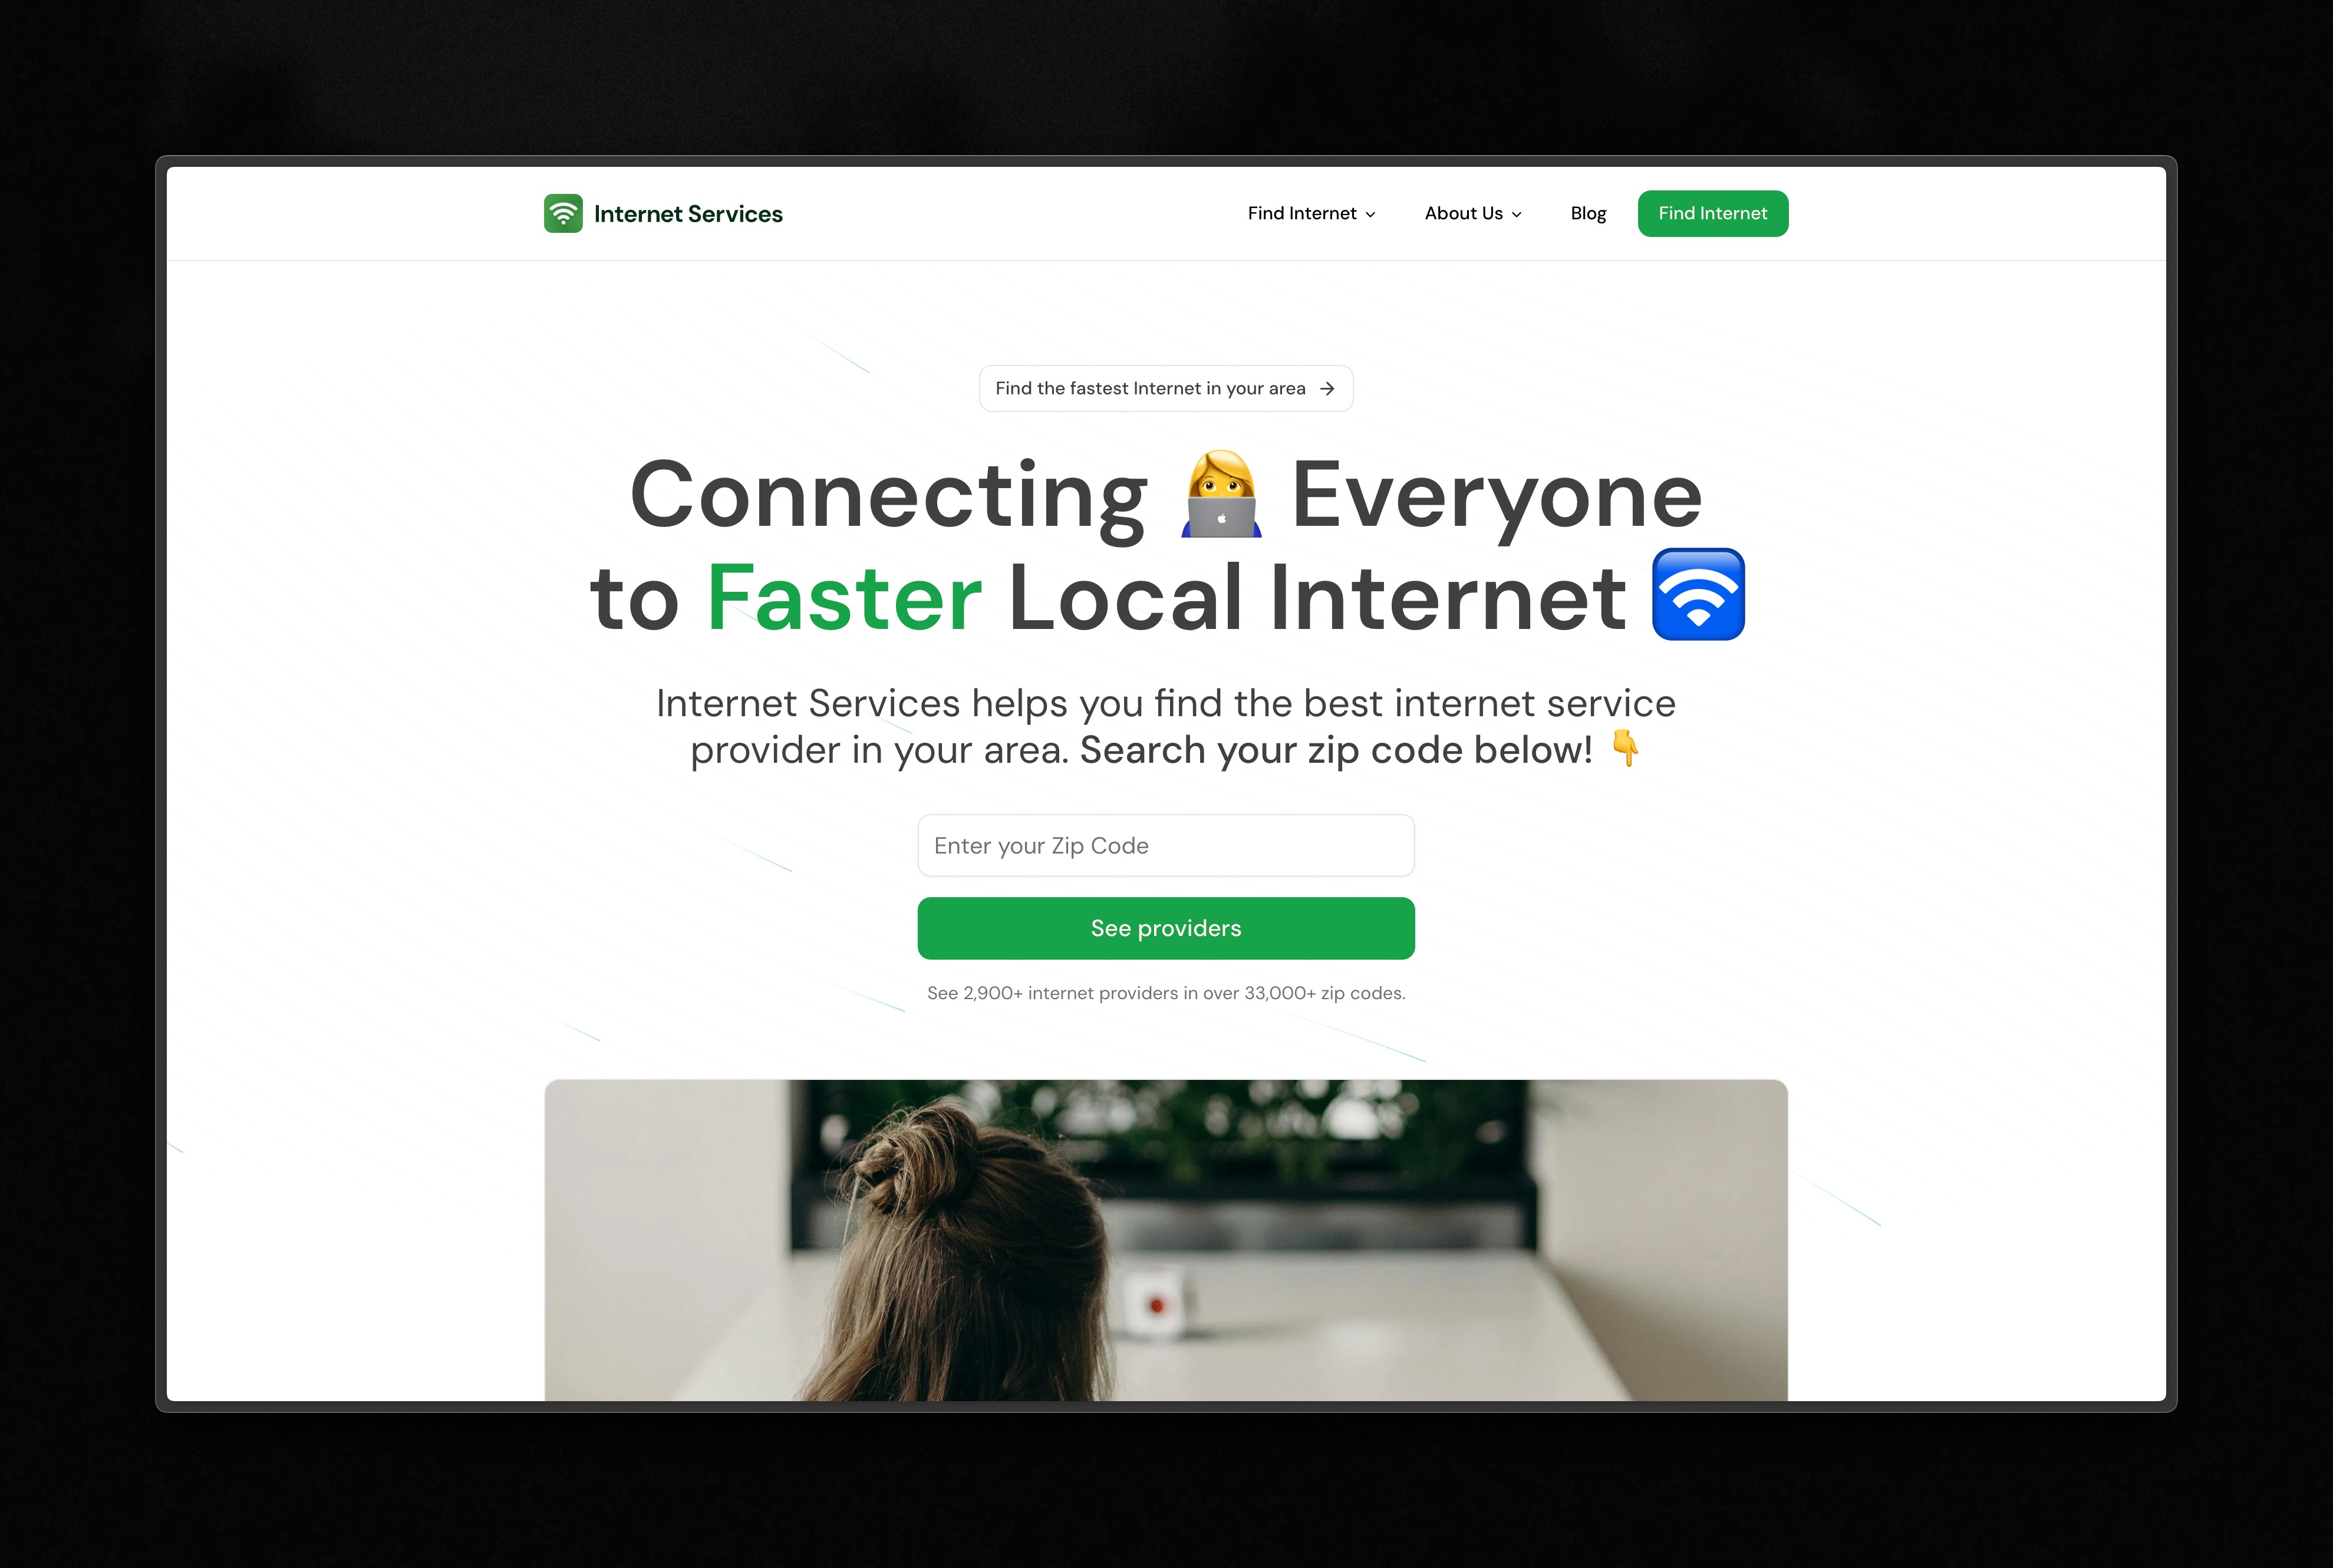 Internet Services
Find Internet
About Us
Blog
Find Internet
Find the fastest Internet in your area →
Connecting 👩‍💻 Everyone
to Faster Local Internet 🛜
Internet Services helps you find the best internet service
provider in your area. Search your zip code below! 👇
Enter your Zip Code
See providers
See 2,900+ internet providers in over 33,000+ zip codes.